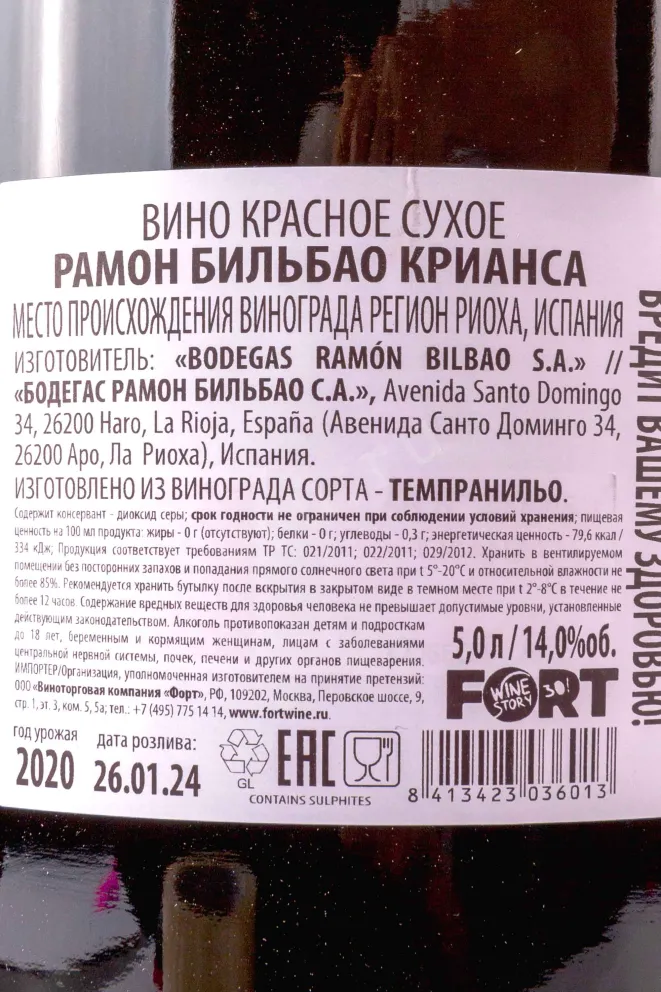 ВИНО КРАСНОЕ СУХОЕ
РАМОН БИЛЬБАО КРИАНСА
МЕСТО ПРОИСХОЖДЕНИЯ ВИНОГРАДА РЕГИОН РИОХА, ИСПАНИЯ
ИЗГОТОВИТЕЛЬ: «BODEGAS RAMÓN BILBAO S.A.» //
«БОДЕГАС РАМОН БИЛЬБАО С.А.», Avenida Santo Domingo
34, 26200 Haro, La Rioja, España (Авенида Санто Доминго 34,
26200 Аро, Ла Риоха), Испания.
ИЗГОТОВЛЕНО ИЗ ВИНОГРАДА СОРТА - ТЕМПРАНИЛЬО.
Содержит консервант - диоксид серы; срок годности не ограничен при соблюдении условий хранения; пищевая
ценность на 100 мл продукта: жиры - 0 г (отсутствуют); белки - 0 г; углеводы - 0,3 г; энергетическая ценность - 79,6 ккал /
334 кДж; Продукция соответствует требованиям ТР ТС: 021/2011; 022/2011; 029/2012. Хранить в вентилируемом
помещении без посторонних запахов и попадания прямого солнечного света при t 5°-20°С и относительной влажности не
более 85%. Рекомендуется хранить бутылку после вскрытия в закрытом виде в темном месте при t 2°-8°С в течение не
более 12 часов. Содержание вредных веществ для здоровья человека не превышает допустимые уровни, установленные
действующим законодательством. Алкоголь противопоказан детям и подросткам
до 18 лет, беременным и кормящим женщинам, лицам с заболеваниями
центральной нервной системы, почек, печени и других органов пищеварения.
ИМПОРТЕР/Организация, уполномоченная изготовителем на принятие претензий:
ООО «Виноторговая компания «Форт», РФ, 109202, Москва, Перовское шоссе, 9,
стр. 1, эт. 3, ком. 5, 5а; тел.: +7 (495) 775 14 14, www.fortwine.ru.
5,0 л / 14,0%об.
FORT
WINE
STORY
30!
год урожая
2020
дата розлива:
26.01.24
GL
EAC
CONTAINS SULPHITES
8 413423 036013
ВРЕДИТ ВАШЕМУ ЗДОРОВЬЮ!